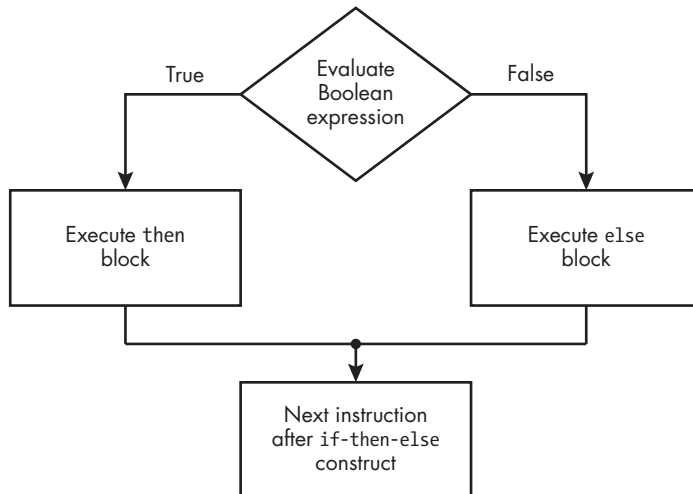 True
Evaluate
Boolean
expression
False
Execute then
block
Execute else
block
Next instruction
after if-then-else
construct